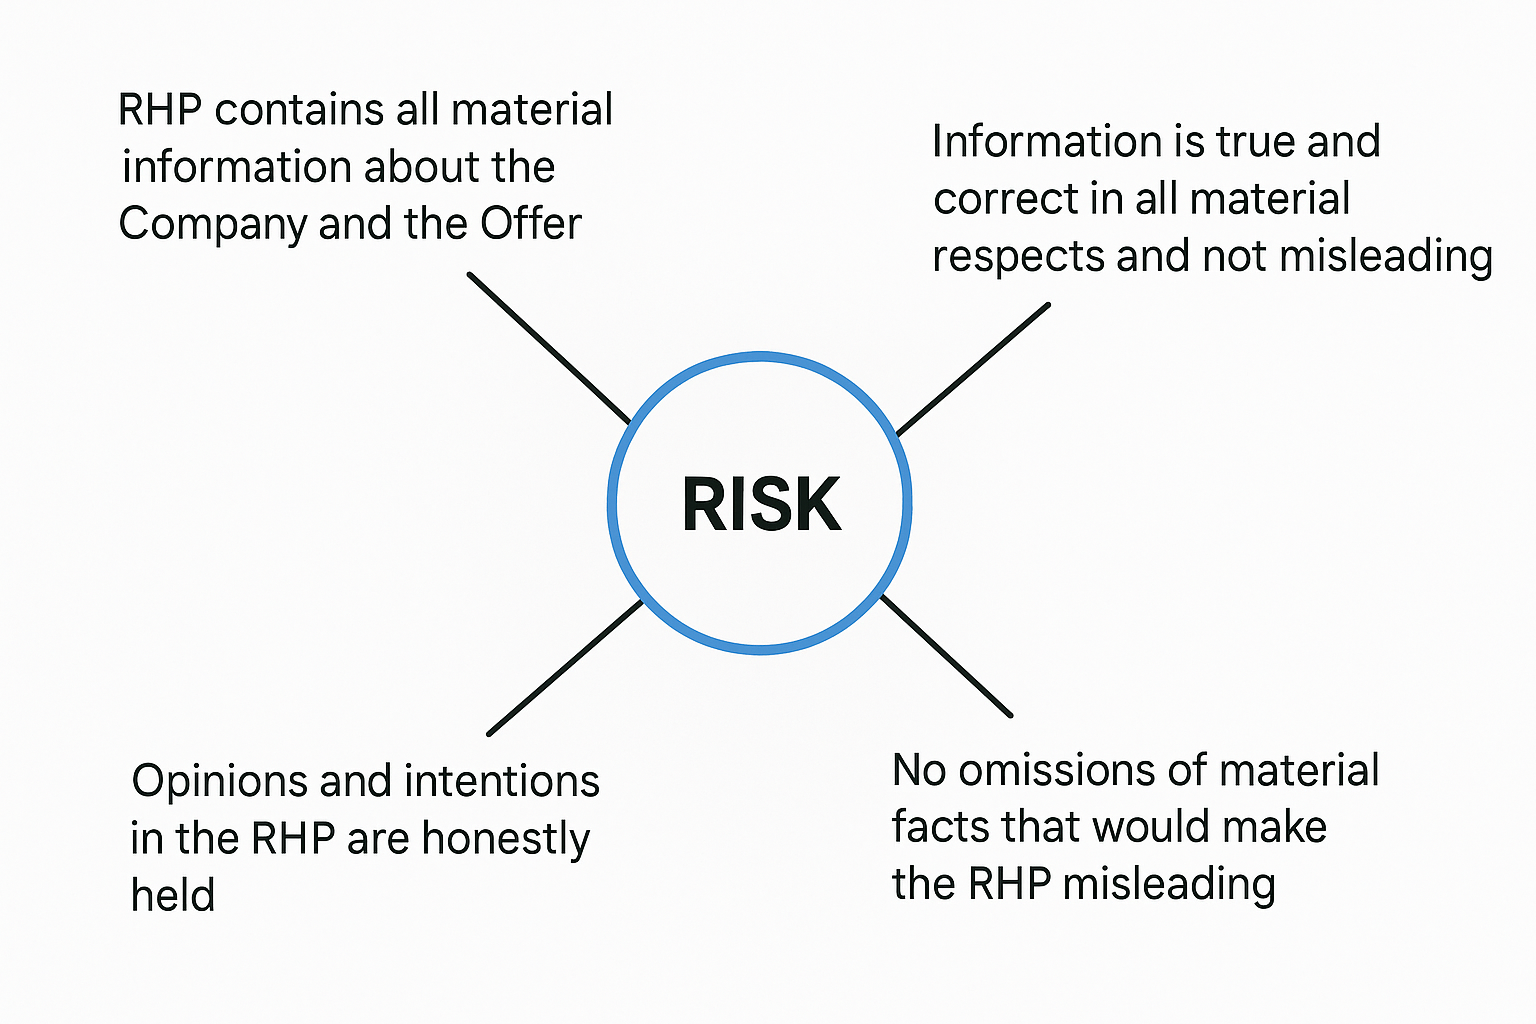 RHP contains all material
information about the
Company and the Offer
Information is true and
correct in all material
respects and not misleading
RISK
Opinions and intentions
in the RHP are honestly
held
No omissions of material
facts that would make
the RHP misleading